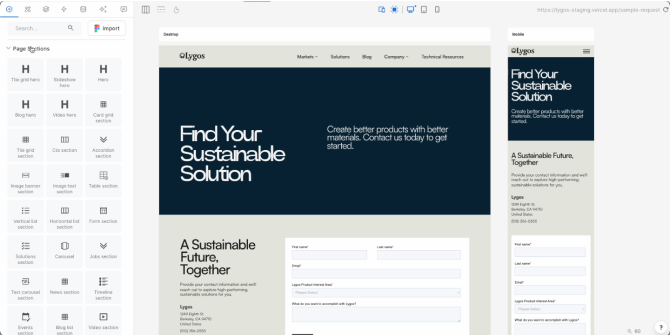 https://lygos-staging.vercel.app/sample-request
Search...
Import
Page Sections
Tile grid hero
Slideshow hero
Hero
Blog hero
Video hero
Card grid section
Tile grid section
Cta section
Accordion section
Image banner section
Image text section
Table section
Vertical list section
Horizontal list section
Form section
Solutions section
Carousel
Jobs section
Text carousel section
News section
Timeline section
Events section
Blog list section
Video section
Desktop
Lygos
Markets
Solutions
Blog
Company
Technical Resources
Find Your
Sustainable
Solution
Create better products with better
materials. Contact us today to get
started.
A Sustainable
Future,
Together
Provide your contact information and we'll
reach out to explore high-performing,
sustainable solutions for you.
Lygos
1249 Eighth St.
Berkeley, CA 94710
United States
First name*
Last name*
Email*
Lygos Product Interest Area*
Please Select
What do you want to accomplish with Lygos?
Mobile
Lygos
Find Your
Sustainable
Solution
Create better products with better
materials. Contact us today to get
started.
A Sustainable Future,
Together
Provide your contact information and we'll
reach out to explore high-performing,
sustainable solutions for you.
Lygos
1249 Eighth St.
Berkeley, CA 94710
United States
First name*
Last name*
Email*
Lygos Product Interest Area*
Please Select
What do you want to accomplish with Lygos?
60
?